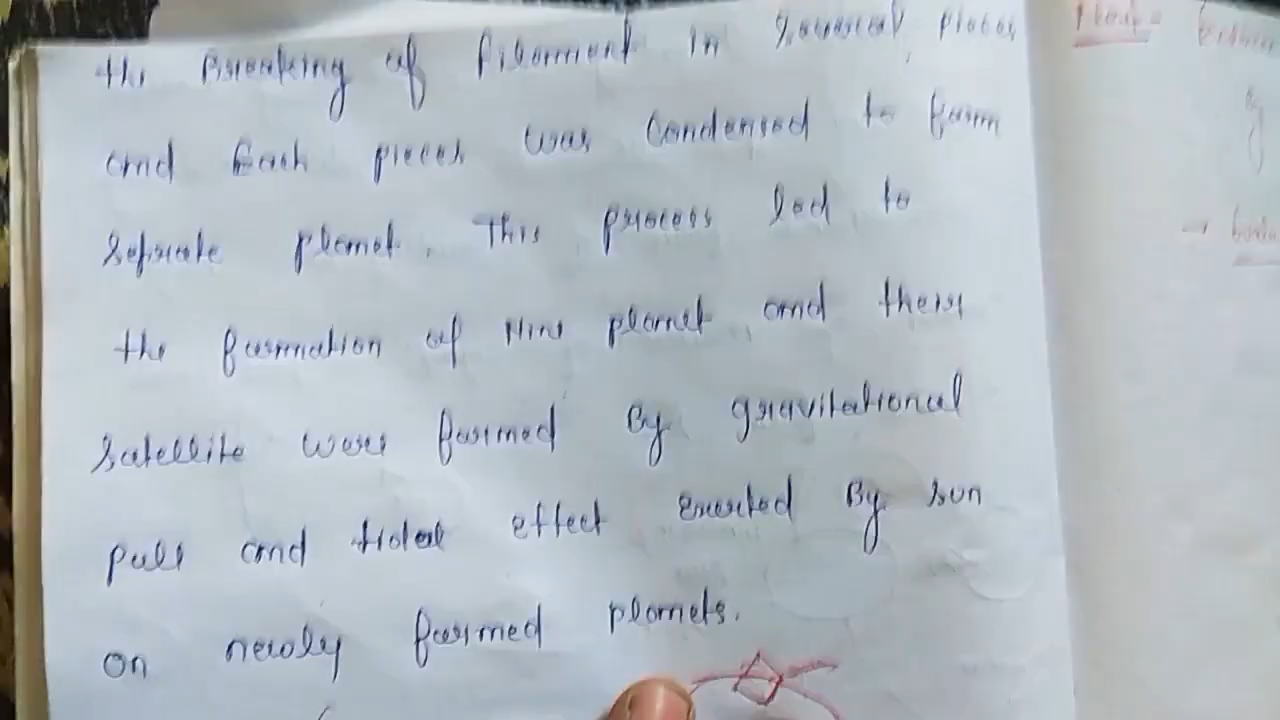 the Breaking of filament in several pieces
and Each pieces was Condensed to form
Seprate planet. This process led to
the formation of Nine planet and their
satellite were formed By gravitational
pull and tidal effect Exerted By sun
on newly formed planets.